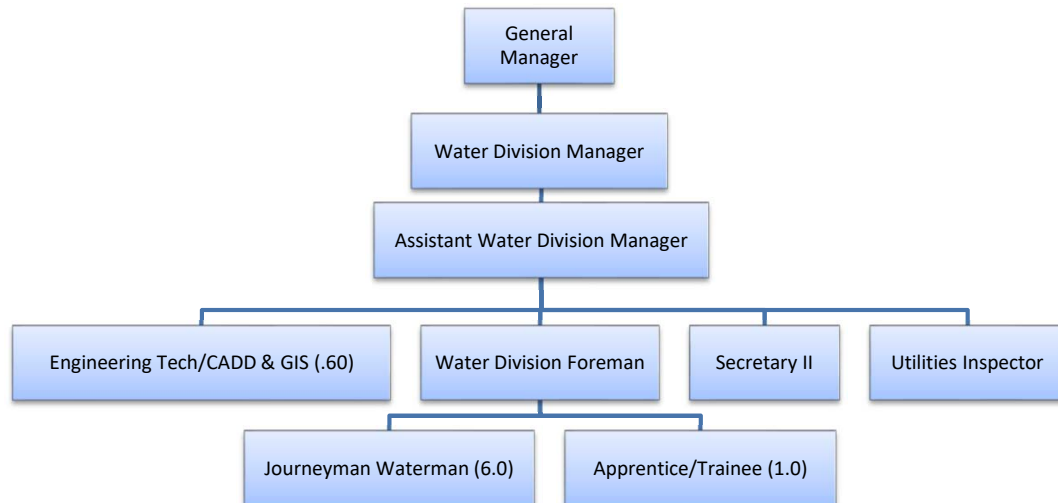 General
Manager
Water Division Manager
Assistant Water Division Manager
Engineering Tech/CADD & GIS (.60)
Water Division Foreman
Secretary II
Utilities Inspector
Journeyman Waterman (6.0)
Apprentice/Trainee (1.0)